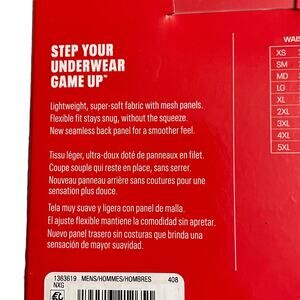 STEP YOUR
UNDERWEAR
GAME UP™
Lightweight, super-soft fabric with mesh panels.
Flexible fit stays snug, without the squeeze.
New seamless back panel for a smoother feel.
Tissu léger, ultra-doux doté de panneaux en filet.
Coupe souple qui reste en place, sans serrer.
Nouveau panneau arrière sans coutures pour une
sensation plus douce.
Tela muy suave y ligera con panel de malla.
El ajuste flexible mantiene la comodidad sin apretar.
Nuevo panel trasero sin costuras que brinda una
sensación de mayor suavidad.
WAIS
XS
SM
MD
LG
XL
2XL
3XL
4XL
5XL
1363619 MENS/HOMMES/HOMBRES 408
NXG